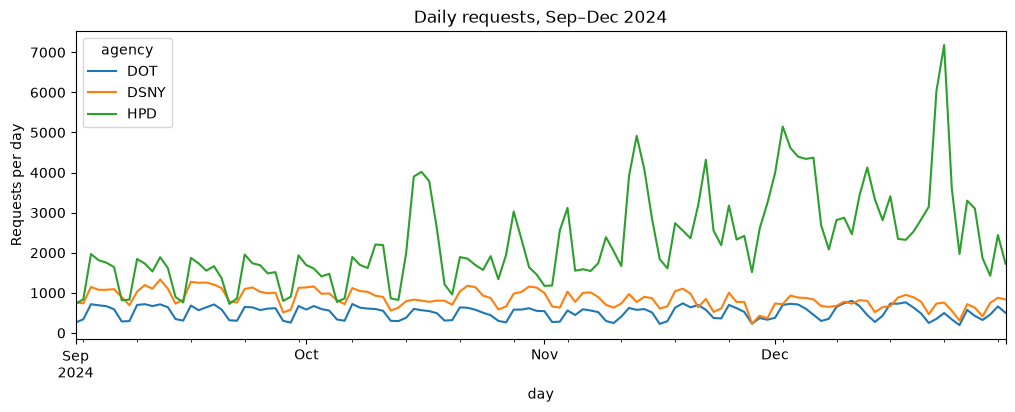 Daily requests, Sep–Dec 2024
agency
DOT
DSNY
HPD
Requests per day
7000
6000
5000
4000
3000
2000
1000
0
Sep
2024
Oct
Nov
Dec
day